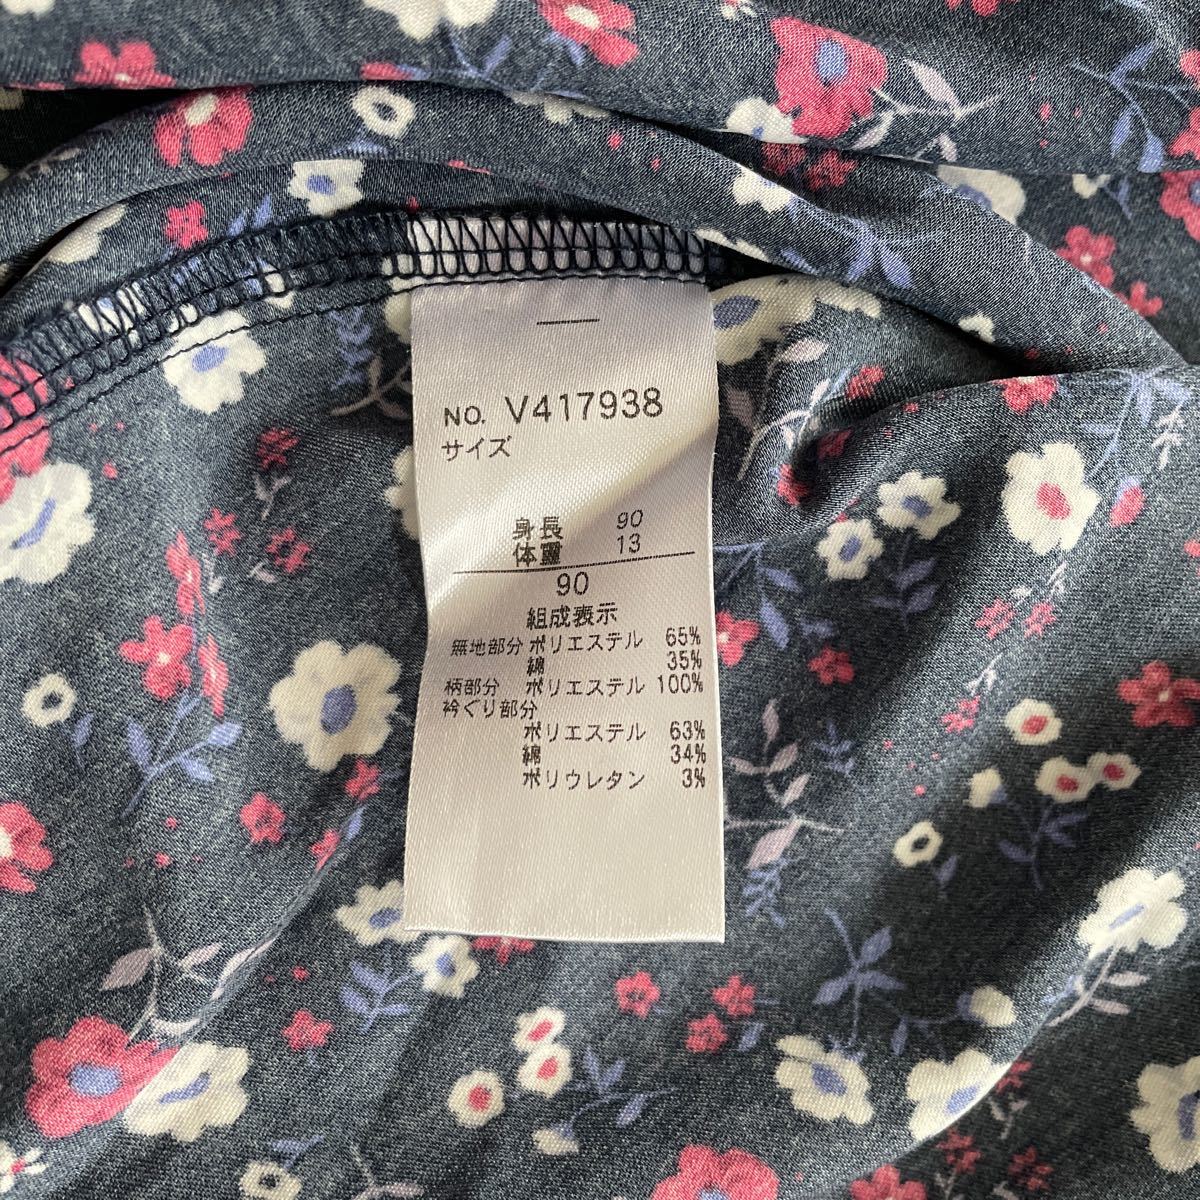 NO. V417938
サイズ
身長 90
体重 13
90
組成表示
無地部分 ポリエステル 65%
綿 35%
柄部分 ポリエステル 100%
衿ぐり部分
ポリエステル 63%
綿 34%
ポリウレタン 3%